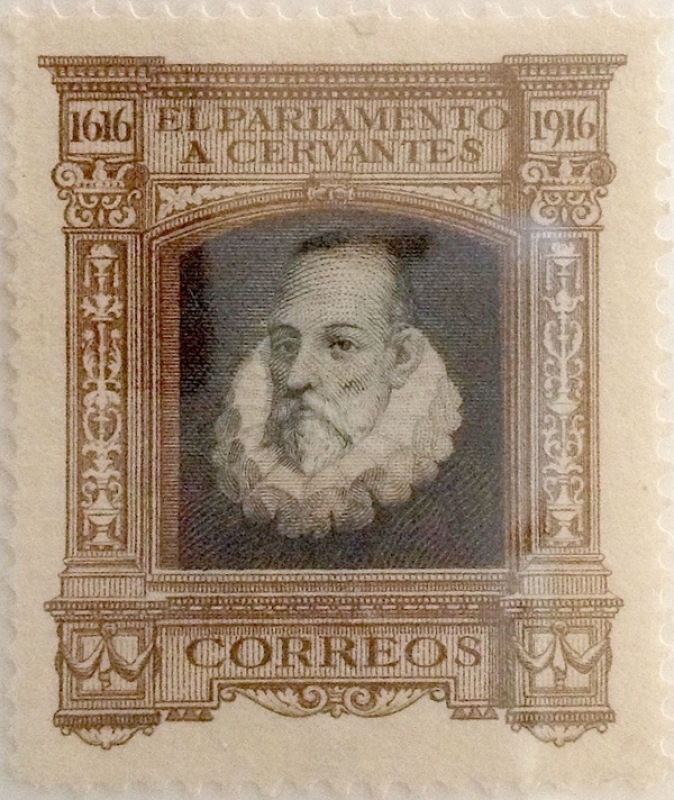 1616 EL PARLAMENTO 1916
A CERVANTES
CORREOS